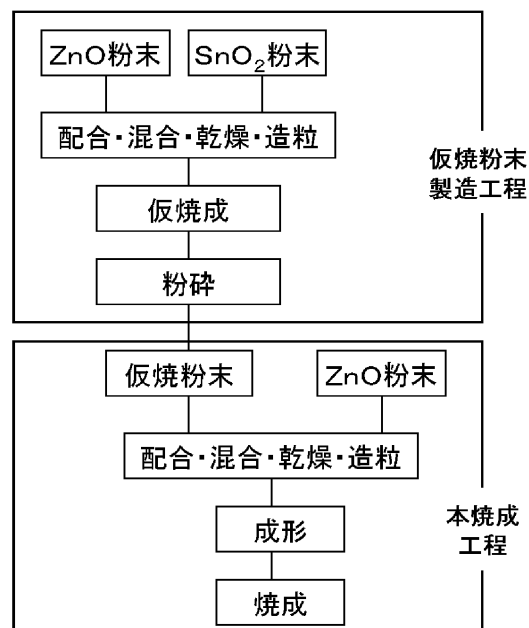 ZnO粉末
SnO₂粉末
配合・混合・乾燥・造粒
仮焼成
粉砕
仮焼粉末
製造工程
仮焼粉末
ZnO粉末
配合・混合・乾燥・造粒
成形
焼成
本焼成
工程